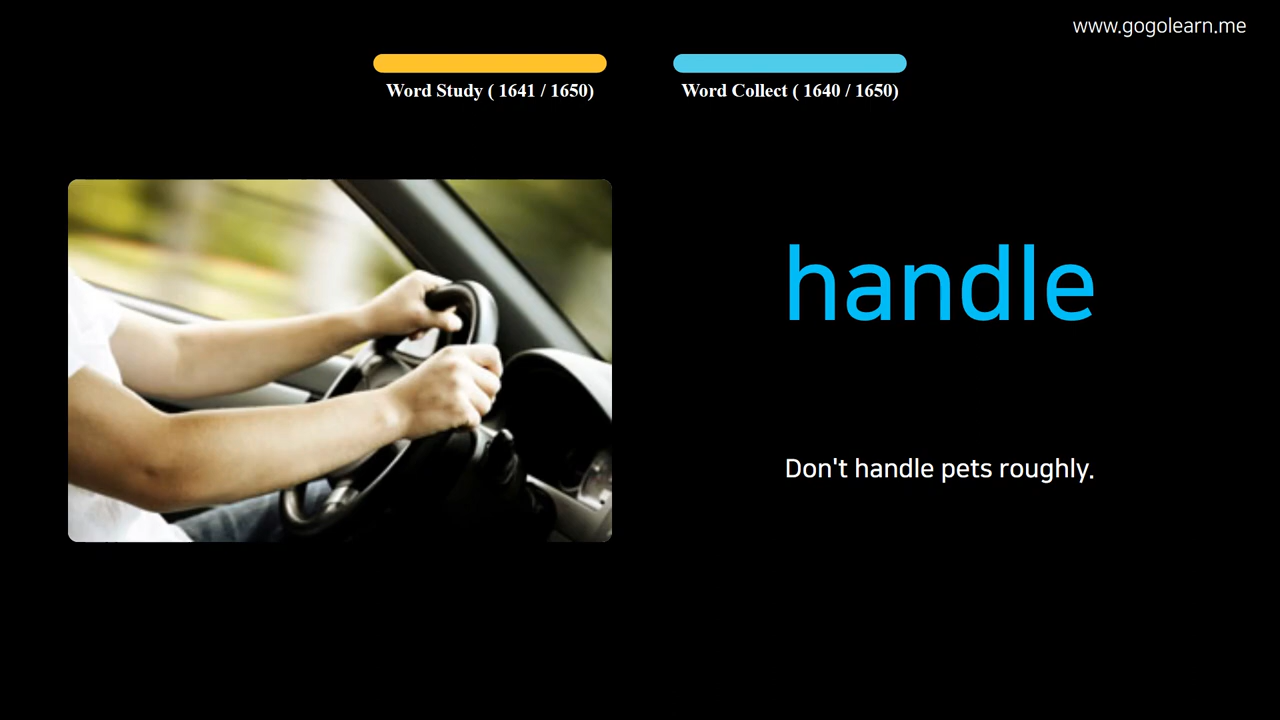 www.gogolearn.me
Word Study ( 1641 / 1650)
Word Collect ( 1640 / 1650)
handle
Don't handle pets roughly.